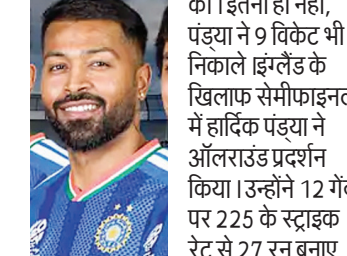 की। इतना ही नहीं,
पंड्या ने 9 विकेट भी
निकाले।इंग्लैंड के
खिलाफ सेमीफाइनल
में हार्दिक पंड्या ने
ऑलराउंड प्रदर्शन
किया। उन्होंने 12 गेंद
पर 225 के स्ट्राइक
रेट से 27 रन बनाए